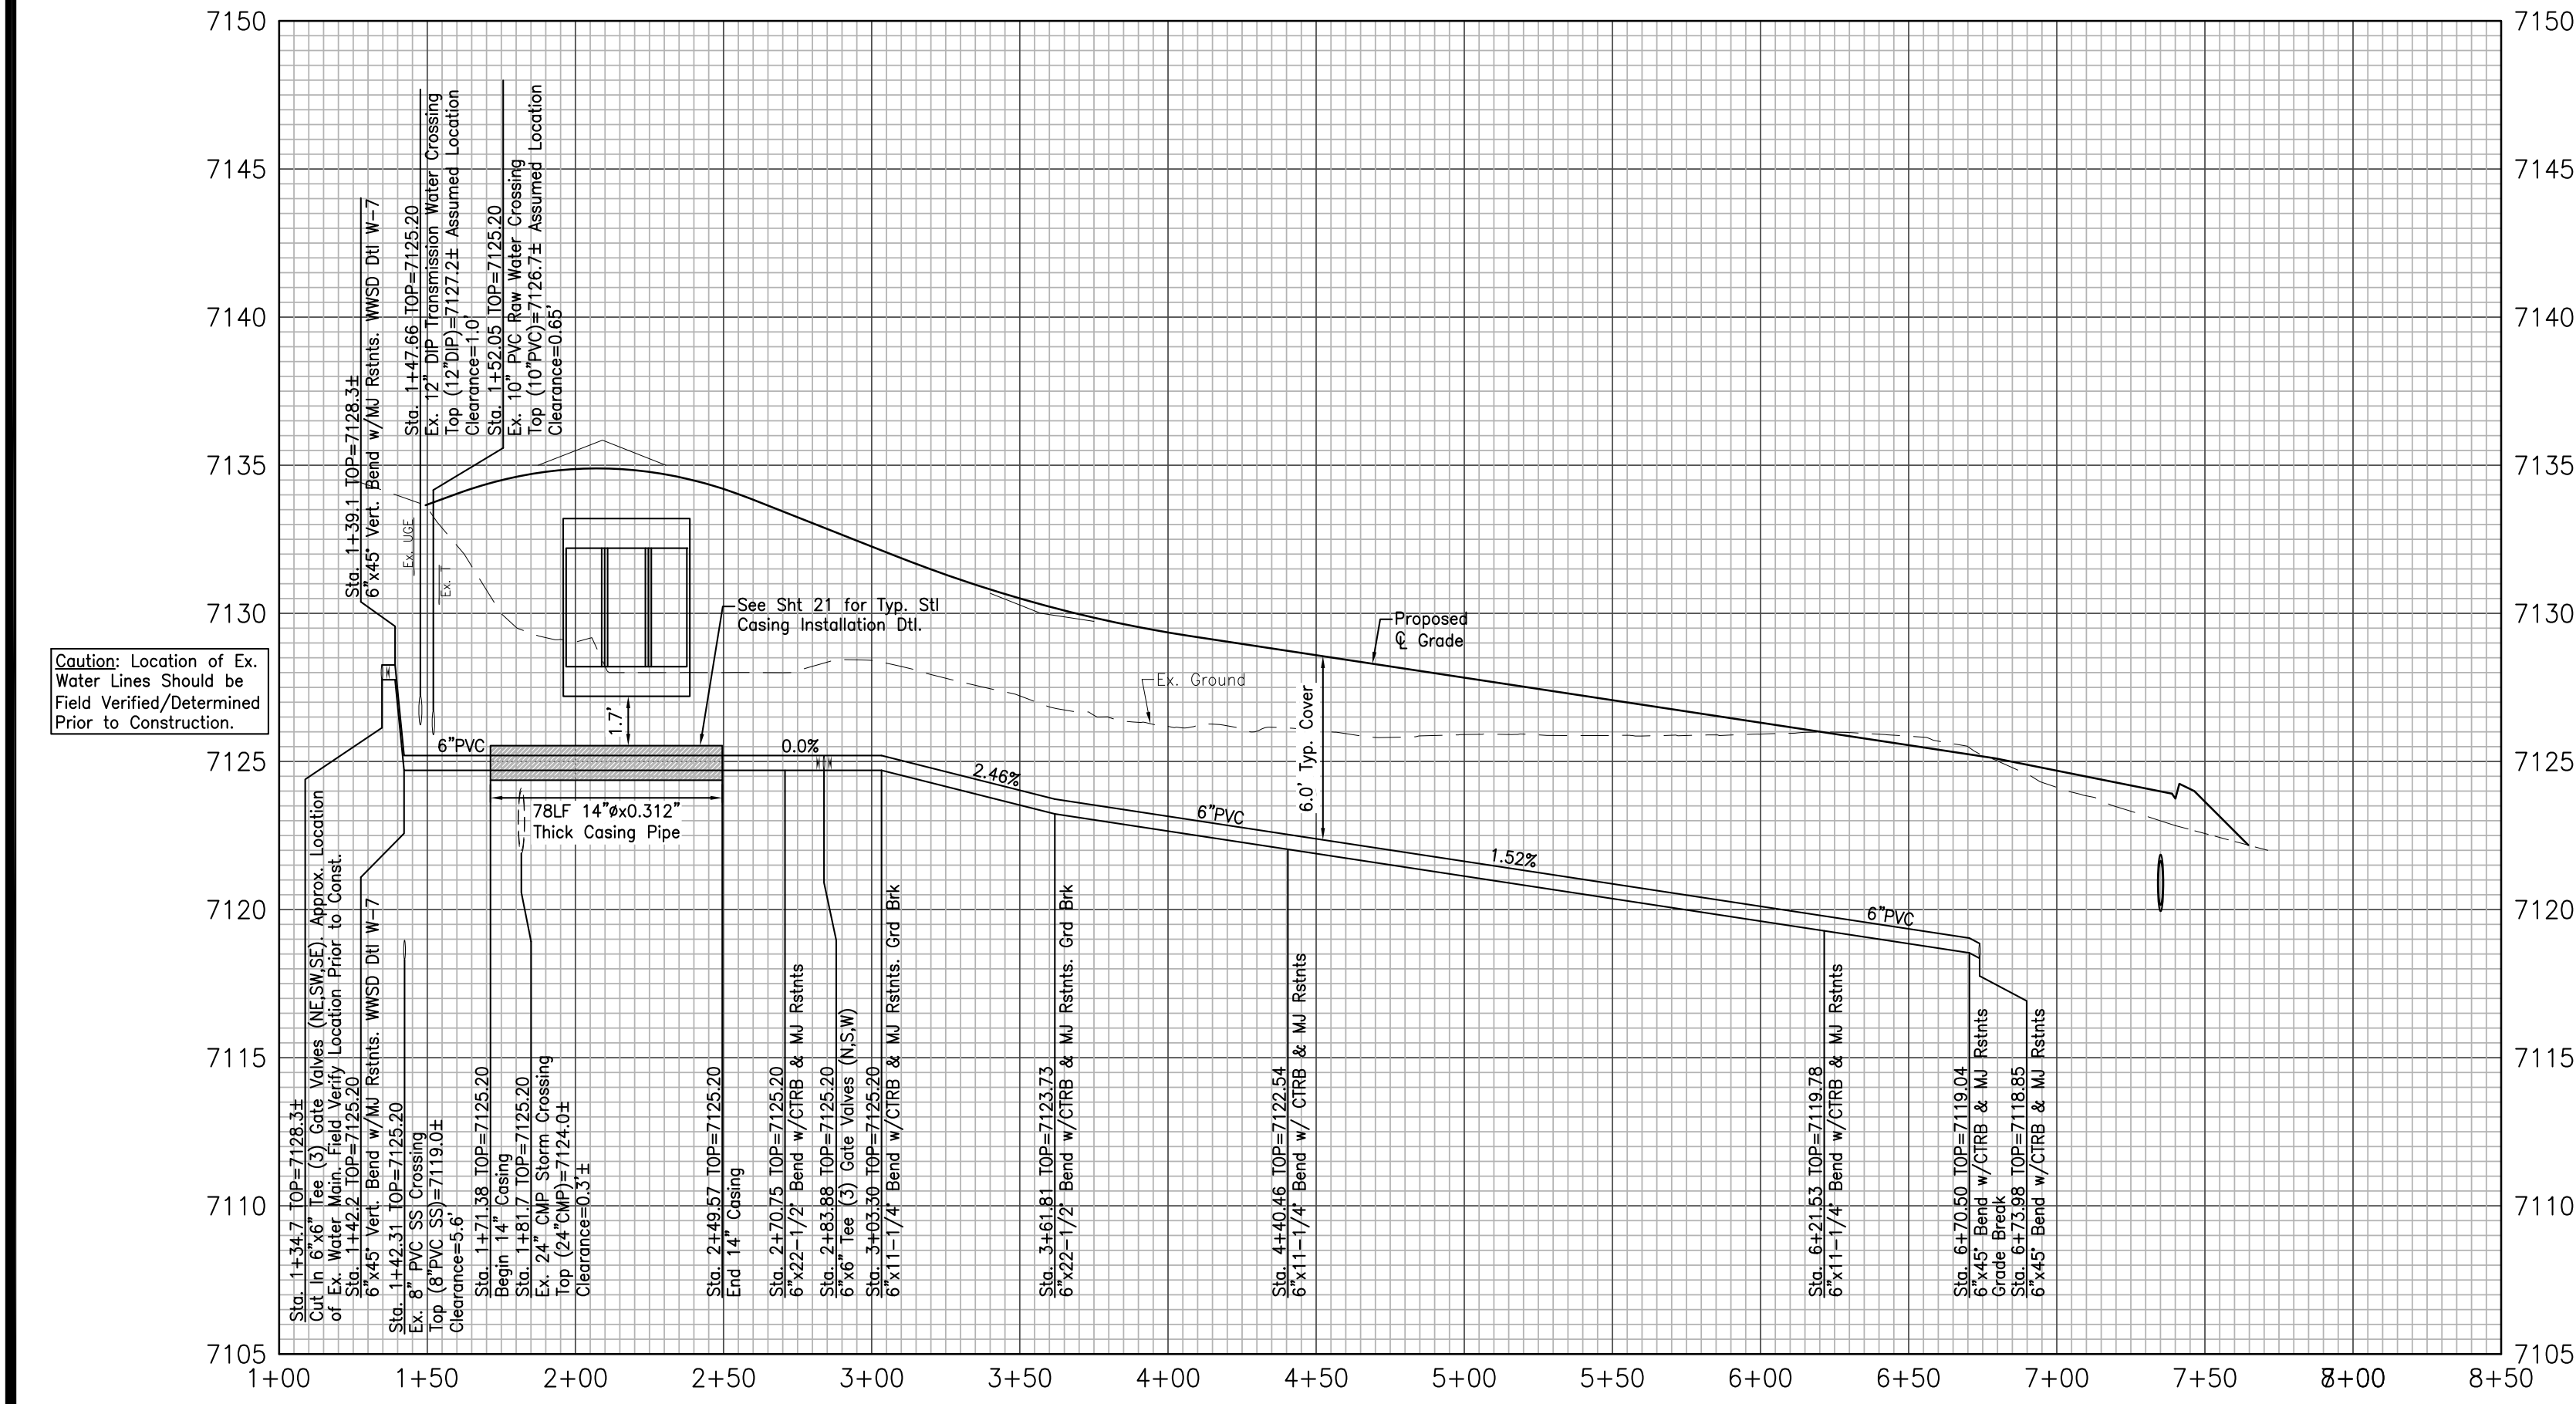 7150
7145
7140
7135
7130
7125
7120
7115
7110
7105
7150
7145
7140
7135
7130
7125
7120
7115
7110
7105
Sta. 1+39.1 TOP=7128.3±
6"x45° Vert. Bend w/MJ Rstnts. WWSD Dtl W-7
Sta. 1+47.66 TOP=7125.20
Ex. 12" DIP Transmission Water Crossing
Top (12"DIP)=7127.2± Assumed Location
Clearance=1.0'
Sta. 1+52.05 TOP=7125.20
Ex. 10" PVC Raw Water Crossing
Top (10"PVC)=7126.7± Assumed Location
Clearance=0.65'
Ex. UGE
Ex. T
See Sht 21 for Typ. Stl
Casing Installation Dtl.
Proposed
℄ Grade
Ex. Ground
Caution: Location of Ex.
Water Lines Should be
Field Verified/Determined
Prior to Construction.
1.7'
6"PVC
0.0%
2.46%
6"PVC
6.0' Typ. Cover
1.52%
6"PVC
78LF 14"øx0.312"
Thick Casing Pipe
Sta. 1+34.7 TOP=7128.3±
Cut In 6"x6" Tee (3) Gate Valves (NE,SW,SE). Approx. Location
of Ex. Water Main. Field Verify Location Prior to Const.
Sta. 1+42.2 TOP=7125.20
6"x45° Vert. Bend w/MJ Rstnts. WWSD Dtl W-7
Sta. 1+42.31 TOP=7125.20
Ex. 8" PVC SS Crossing
Top (8"PVC SS)=7119.0±
Clearance=5.6'
Sta. 1+71.38 TOP=7125.20
Begin 14" Casing
Sta. 1+81.7 TOP=7125.20
Ex. 24" CMP Storm Crossing
Top (24"CMP)=7124.0±
Clearance=0.3'±
Sta. 2+49.57 TOP=7125.20
End 14" Casing
Sta. 2+70.75 TOP=7125.20
6"x22-1/2° Bend w/CTRB & MJ Rstnts
Sta. 2+83.88 TOP=7125.20
6"x6" Tee (3) Gate Valves (N,S,W)
Sta. 3+03.30 TOP=7125.20
6"x11-1/4° Bend w/CTRB & MJ Rstnts. Grd Brk
Sta. 3+61.81 TOP=7123.73
6"x22-1/2° Bend w/CTRB & MJ Rstnts. Grd Brk
Sta. 4+40.46 TOP=7122.54
6"x11-1/4° Bend w/ CTRB & MJ Rstnts
Sta. 6+21.53 TOP=7119.78
6"x11-1/4° Bend w/CTRB & MJ Rstnts
Sta. 6+70.50 TOP=7119.04
6"x45° Bend w/CTRB & MJ Rstnts
Grade Break
Sta. 6+73.98 TOP=7118.85
6"x45° Bend w/CTRB & MJ Rstnts
1+00
1+50
2+00
2+50
3+00
3+50
4+00
4+50
5+00
5+50
6+00
6+50
7+00
7+50
8+00
8+50